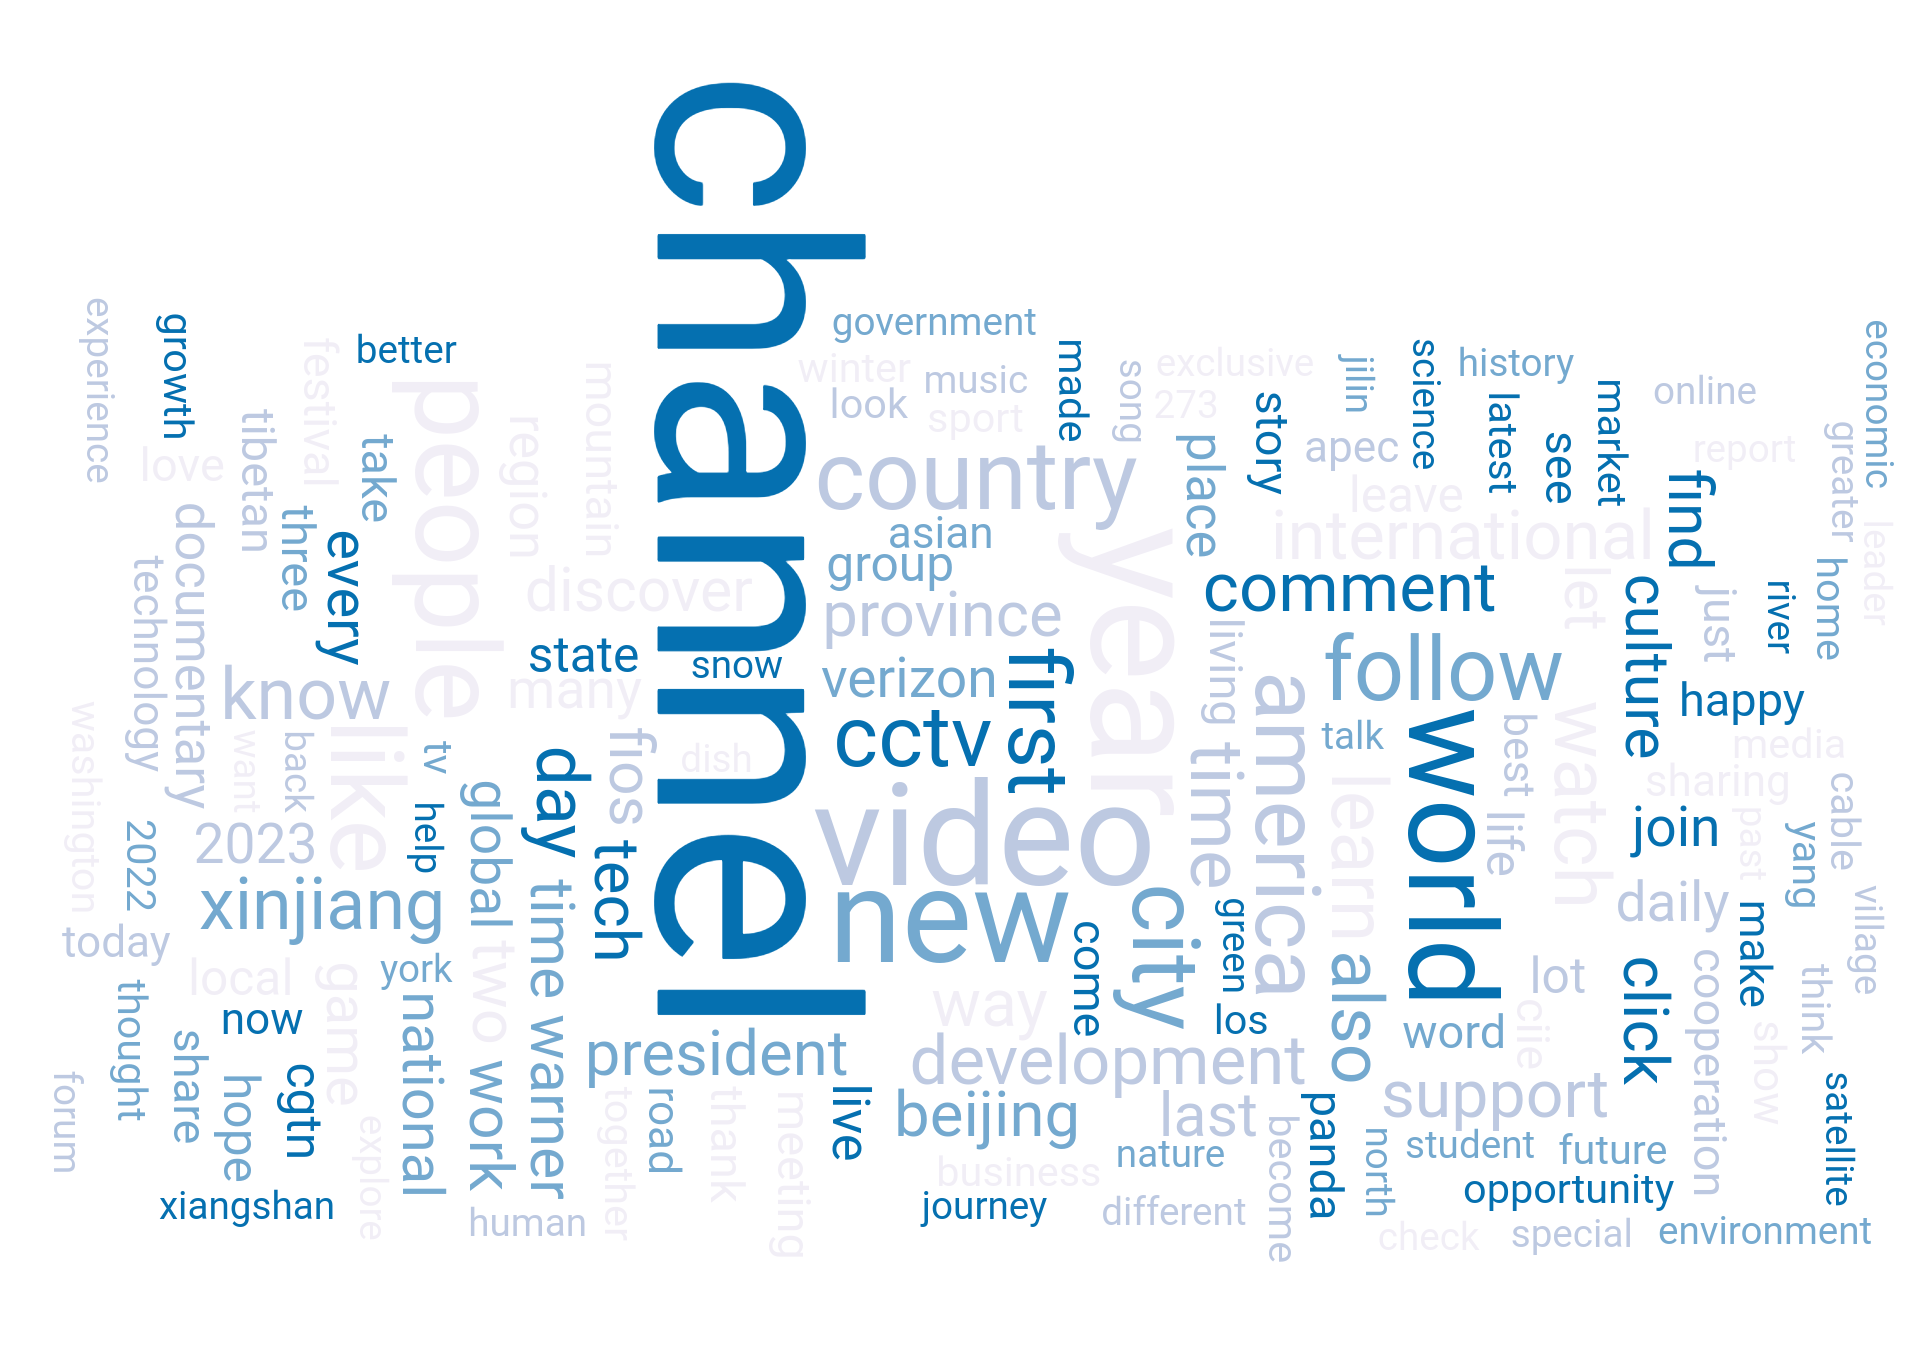 channel
experience
growth
festival
better
people
love
tibetan
take
region
mountain
documentary
three
every
technology
discover
state
snow
many
know
like
washington
want
back
tv
fios
dish
2022
2023
help
global
day
tech
xinjiang
today
local
game
york
two
time warner
now
thought
share
hope
cgtn
national
work
forum
explore
xiangshan
human
together
road
thank
meeting
president
live
government
winter
music
look
sport
made
song
exclusive
273
jilin
science
history
story
latest
market
online
economic
country
asian
group
province
verizon
cctv
first
year
place
apec
leave
see
report
greater
international
find
leader
comment
let
culture
just
river
home
living
follow
happy
video
new
time
america
talk
world
best
watch
media
sharing
learn
life
join
past
yang
cable
city
green
come
los
also
lot
daily
make
village
way
development
word
ciie
click
cooperation
think
show
beijing
last
support
satellite
nature
business
journey
different
become
panda
north
student
future
opportunity
check
special
environment